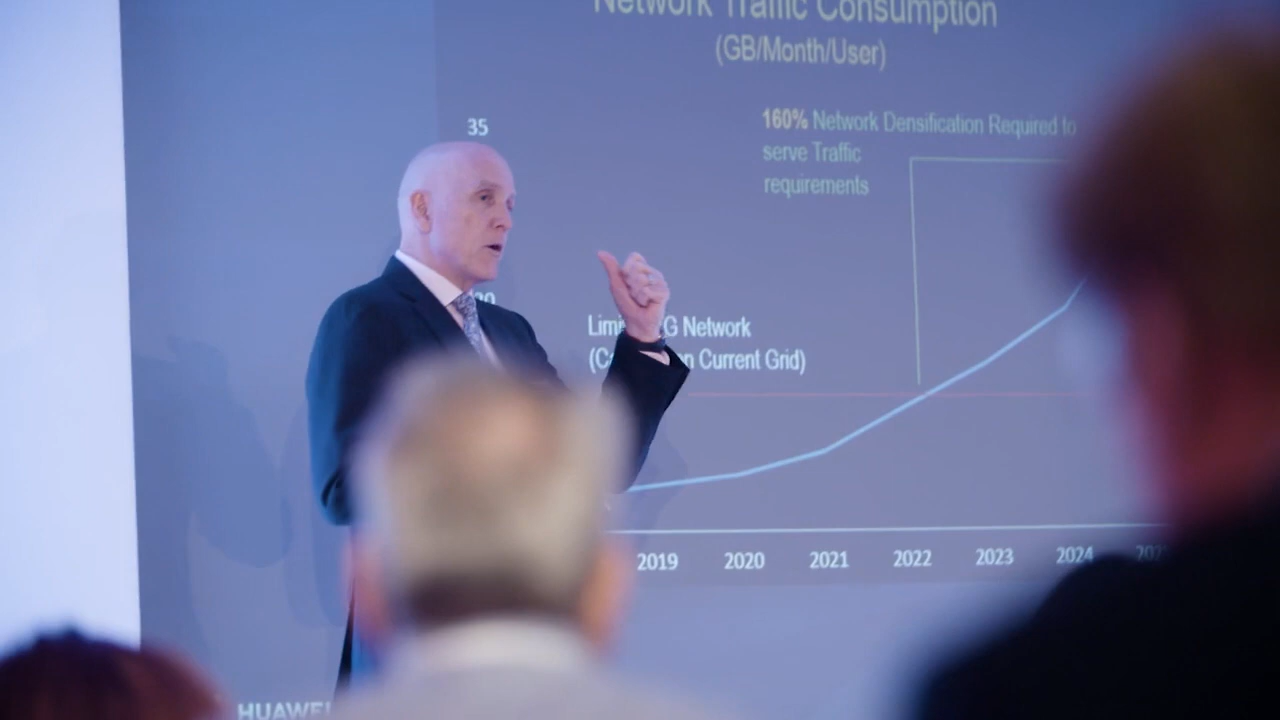 Network Traffic Consumption
(GB/Month/User)
35
160% Network Densification Required to
serve Traffic
requirements
G Network
Current Grid)
2019 2020 2021 2022 2023 2024
HUAWEI